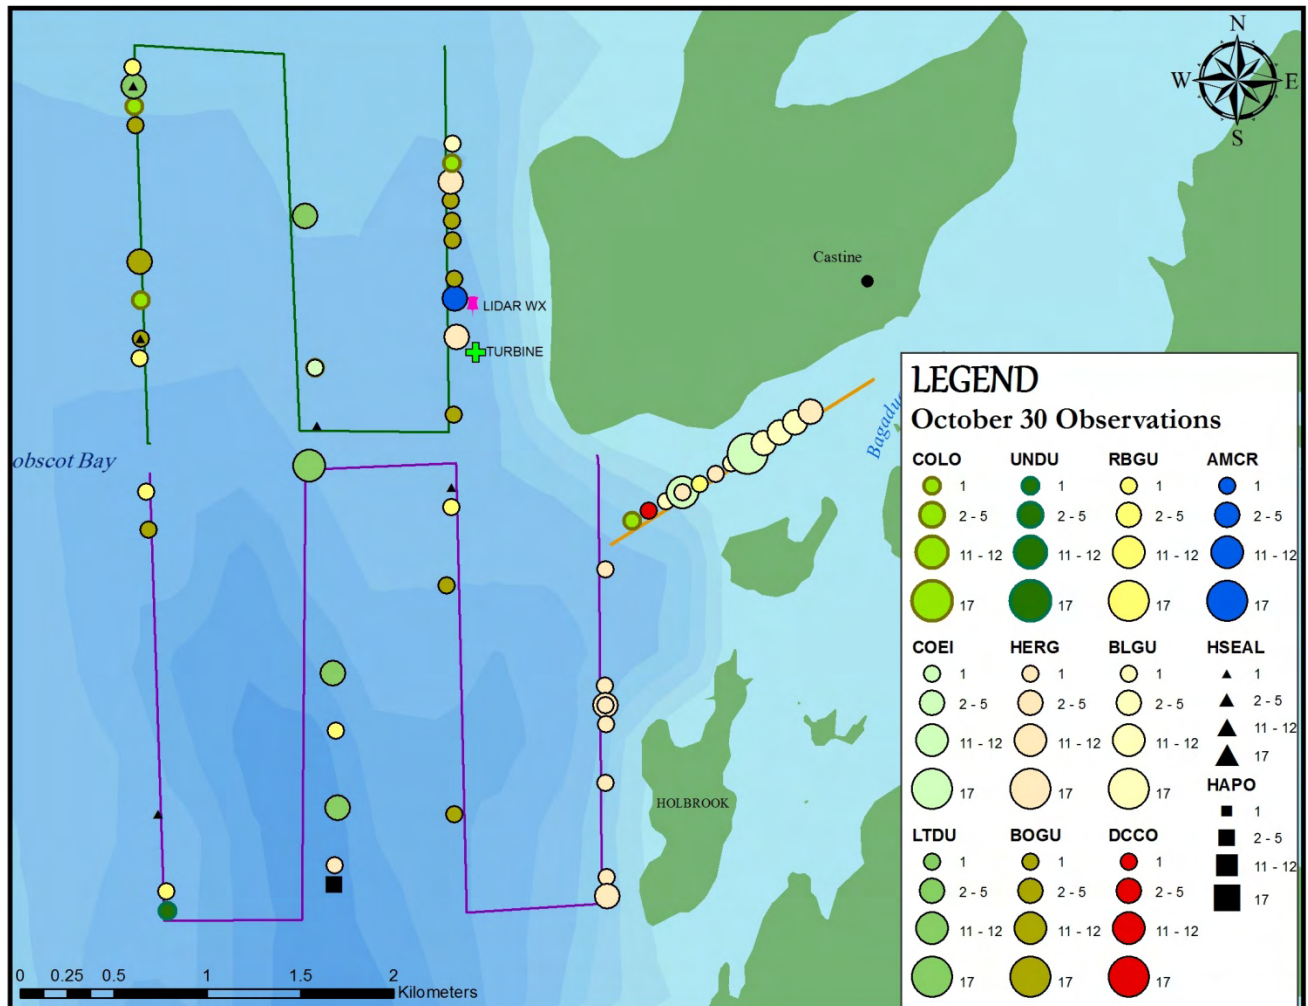 N
W E
S
Castine
LIDAR WX
TURBINE
obscot Bay
Bagadu
HOLBROOK
LEGEND
October 30 Observations
COLO UNDU RBGU AMCR
1 1 1 1
2 - 5 2 - 5 2 - 5 2 - 5
11 - 12 11 - 12 11 - 12 11 - 12
17 17 17 17
COEI HERG BLGU HSEAL
1 1 1 1
2 - 5 2 - 5 2 - 5 2 - 5
11 - 12 11 - 12 11 - 12 11 - 12
17 17 17 17
HAPO
1
2 - 5
11 - 12
17
LTDU BOGU DCCO
1 1 1
2 - 5 2 - 5 2 - 5
11 - 12 11 - 12 11 - 12
17 17 17
0 0.25 0.5 1 1.5 2
Kilometers